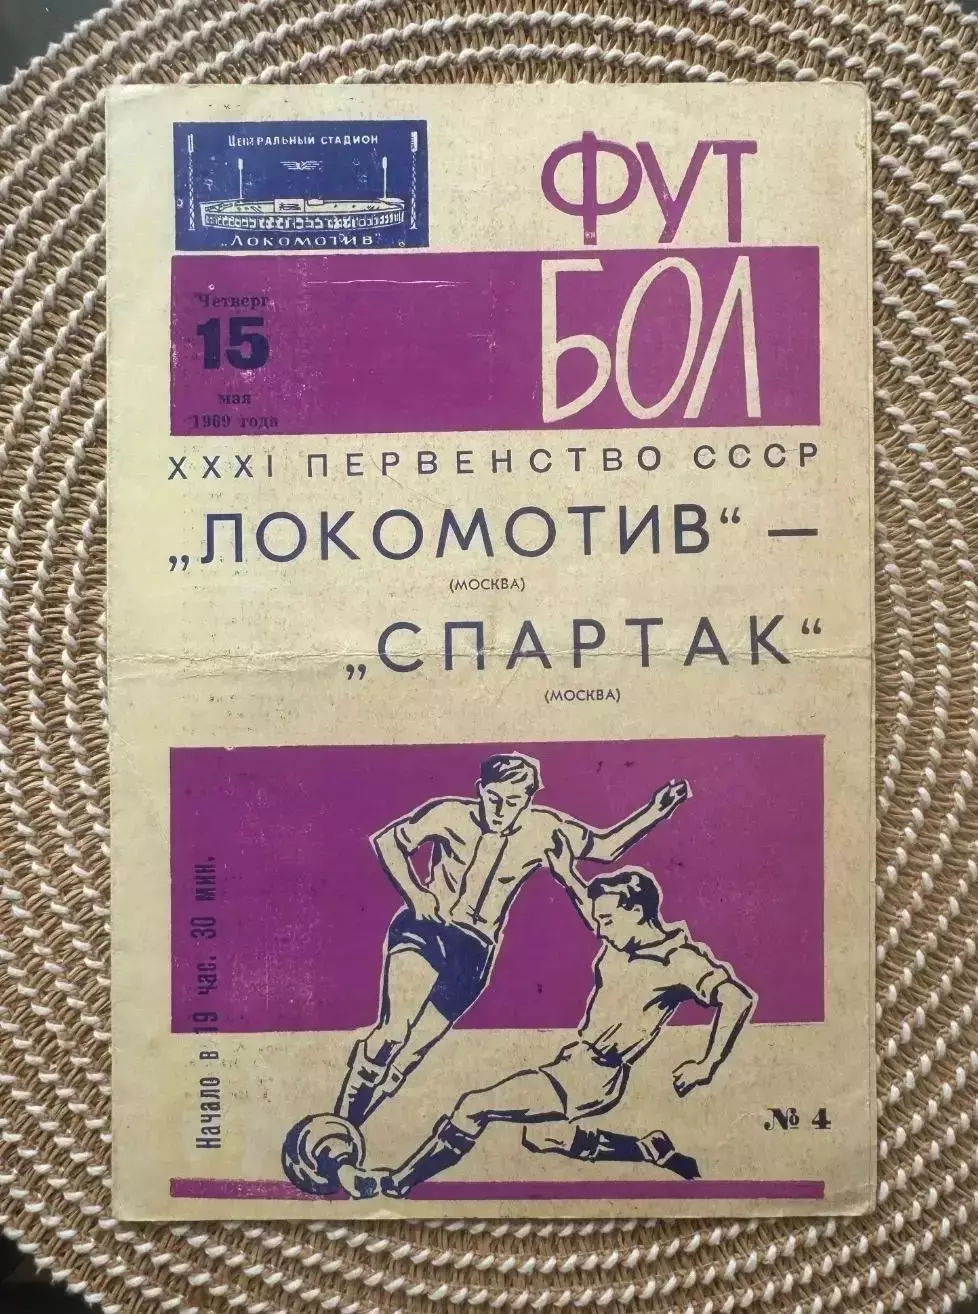 ЦЕНТРАЛЬНЫЙ СТАДИОН
„ЛОКОМОТИВ"
ФУТ
БОЛ
Четверг
15
мая
1969 года
XXXI ПЕРВЕНСТВО СССР
„ЛОКОМОТИВ“ —
(МОСКВА)
„СПАРТАК“
(МОСКВА)
Начало в 19 час. 30 мин.
№ 4